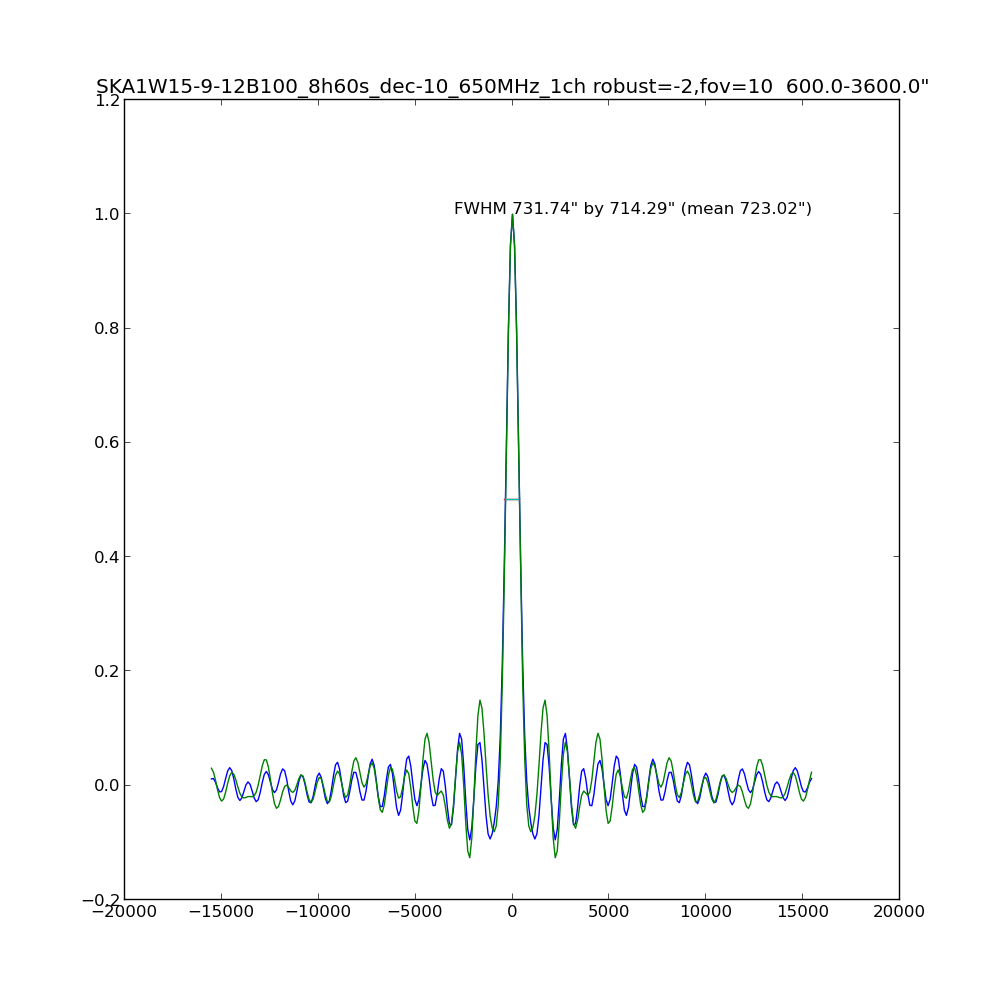 SKA1W15-9-12B100_8h60s_dec-10_650MHz_1ch robust=-2,fov=10  600.0-3600.0"
1.2
FWHM 731.74" by 714.29" (mean 723.02")
1.0
0.8
0.6
0.4
0.2
0.0
−0.2
−20000 −15000 −10000 −5000 0 5000 10000 15000 20000